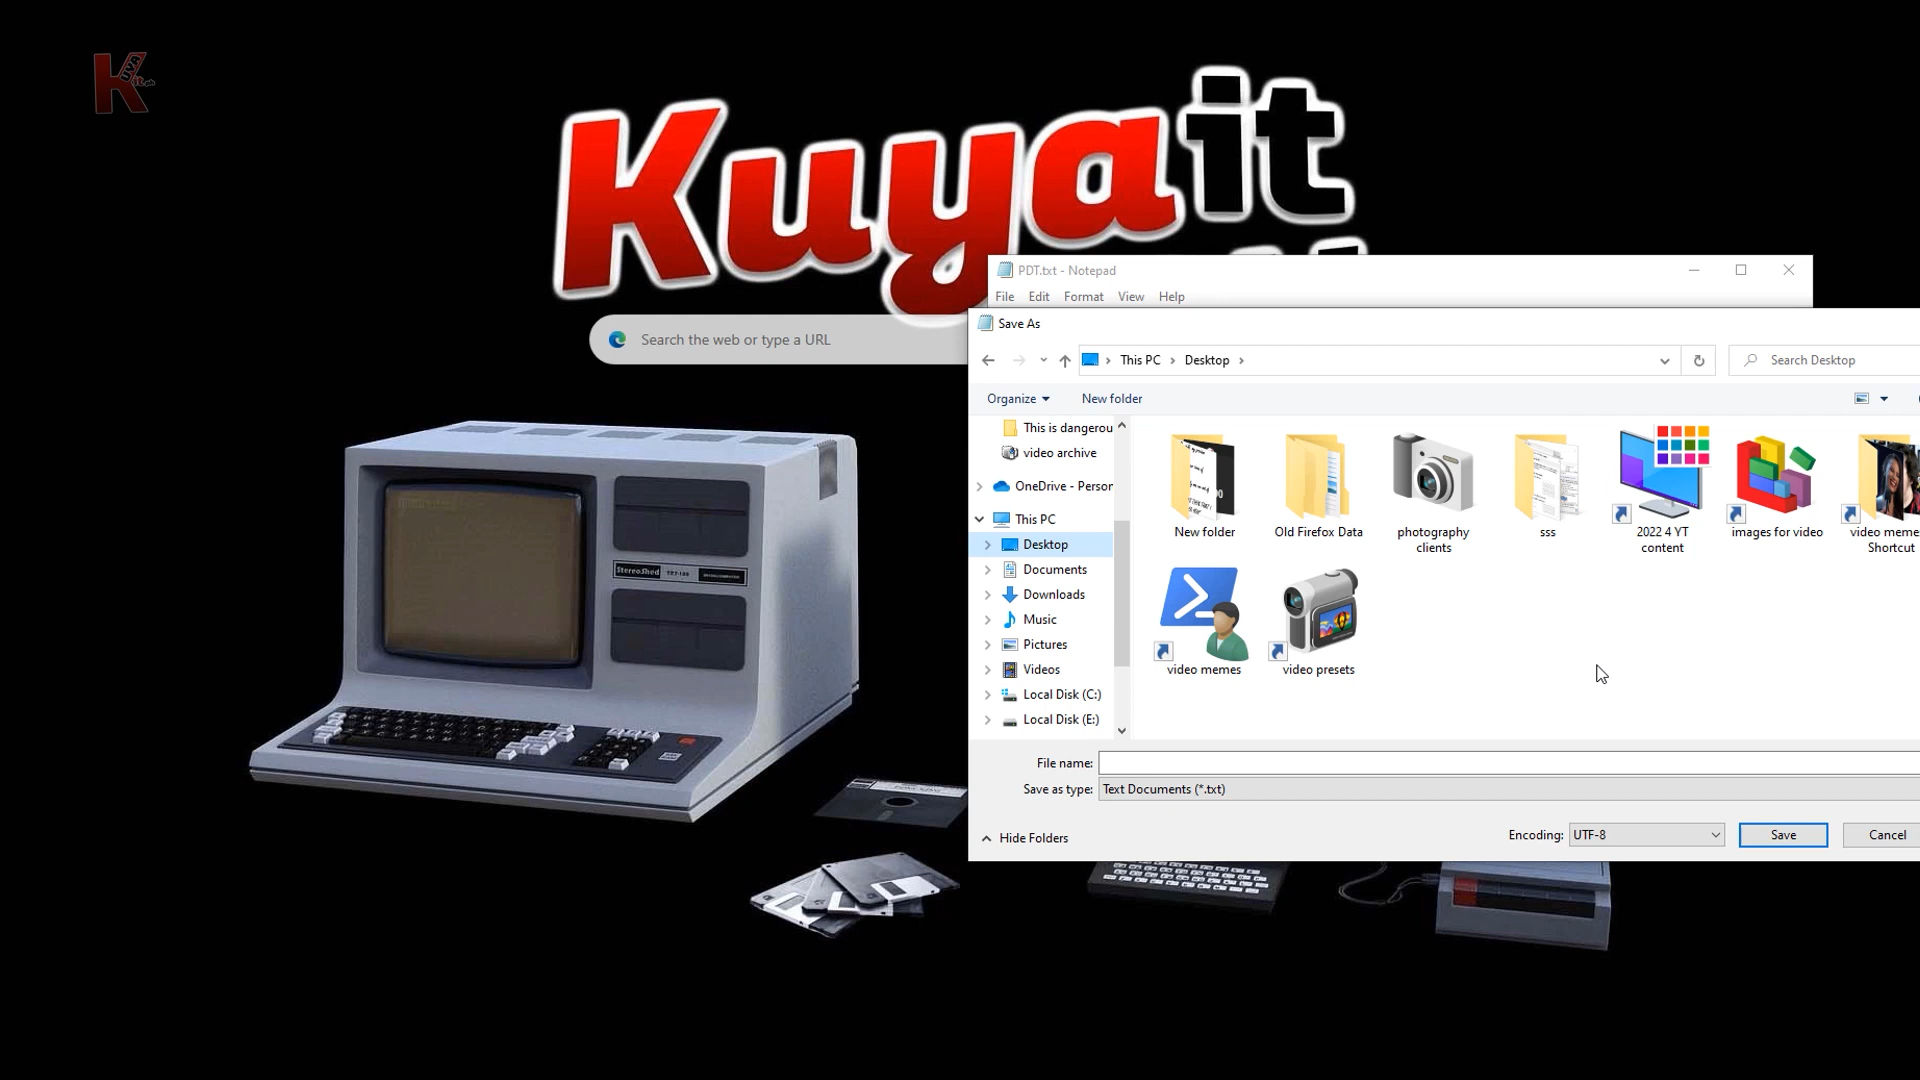 Kuyait
PDT.txt - Notepad
File Edit Format View Help
Save As
Search the web or type a URL
This PC > Desktop >
Search Desktop
Organize
New folder
This is dangerou
video archive
OneDrive - Person
This PC
Desktop
Documents
Downloads
Music
Pictures
Videos
Local Disk (C:)
Local Disk (E:)
New folder
Old Firefox Data
photography
clients
sss
2022 4 YT
content
images for video
video meme
Shortcut
video memes
video presets
File name:
Save as type: Text Documents (*.txt)
Hide Folders
Encoding: UTF-8
Save
Cancel